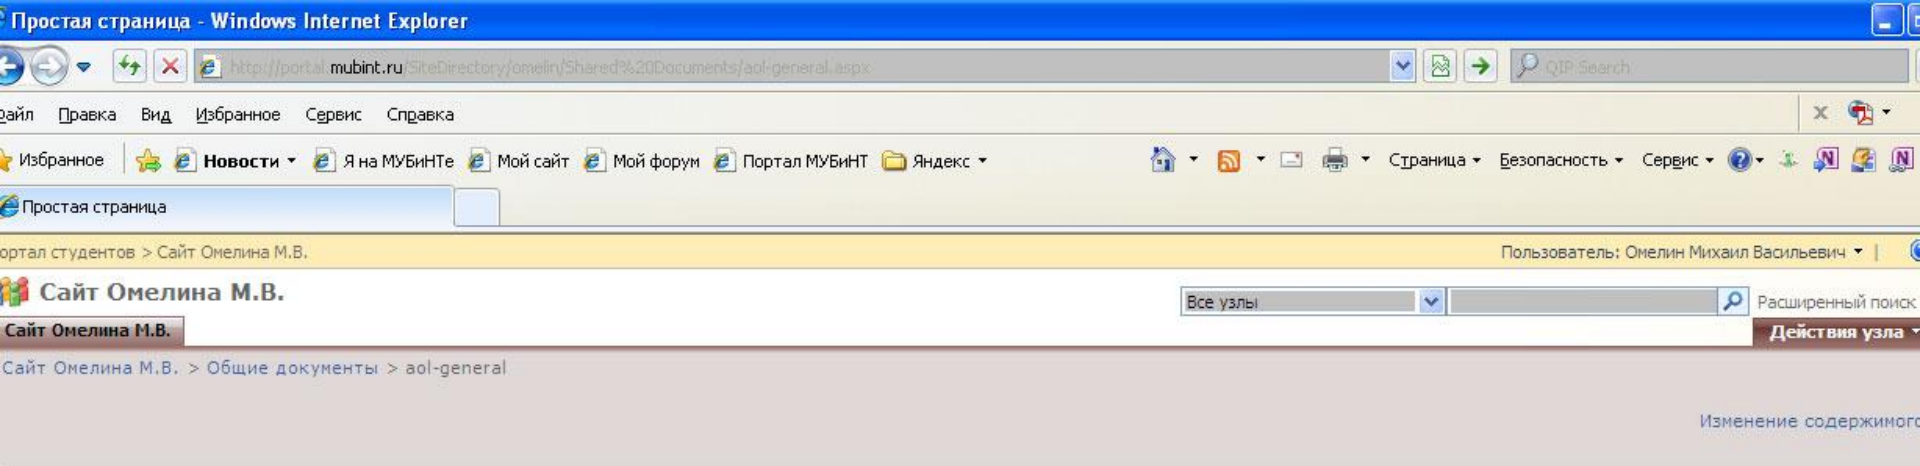 Простая страница - Windows Internet Explorer
http://portal.mubint.ru/SiteDirectory/omelin/Shared%20Documents/aol-general.aspx QIP Search
Файл Правка Вид Избранное Сервис Справка
Избранное Новости Я на МУБиНТе Мой сайт Мой форум Портал МУБиНТ Яндекс Страница Безопасность Сервис
Простая страница
ортал студентов > Сайт Омелина М.В. Пользователь: Омелин Михаил Васильевич
Сайт Омелина М.В. Все узлы Расширенный поиск
Сайт Омелина М.В. Действия узла
Сайт Омелина М.В. > Общие документы > aol-general
Изменение содержимого